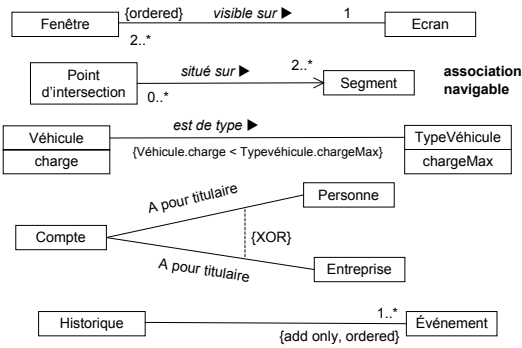 {ordered} visible sur ▶ 1
Fenêtre Ecran
2..*
Point d'intersection situé sur ▶ 2..* Segment
0..*
association navigable
Véhicule est de type ▶ TypeVéhicule
charge {Véhicule.charge < Typevéhicule.chargeMax} chargeMax
A pour titulaire Personne
Compte {XOR}
A pour titulaire Entreprise
Historique 1..* Événement
{add only, ordered}